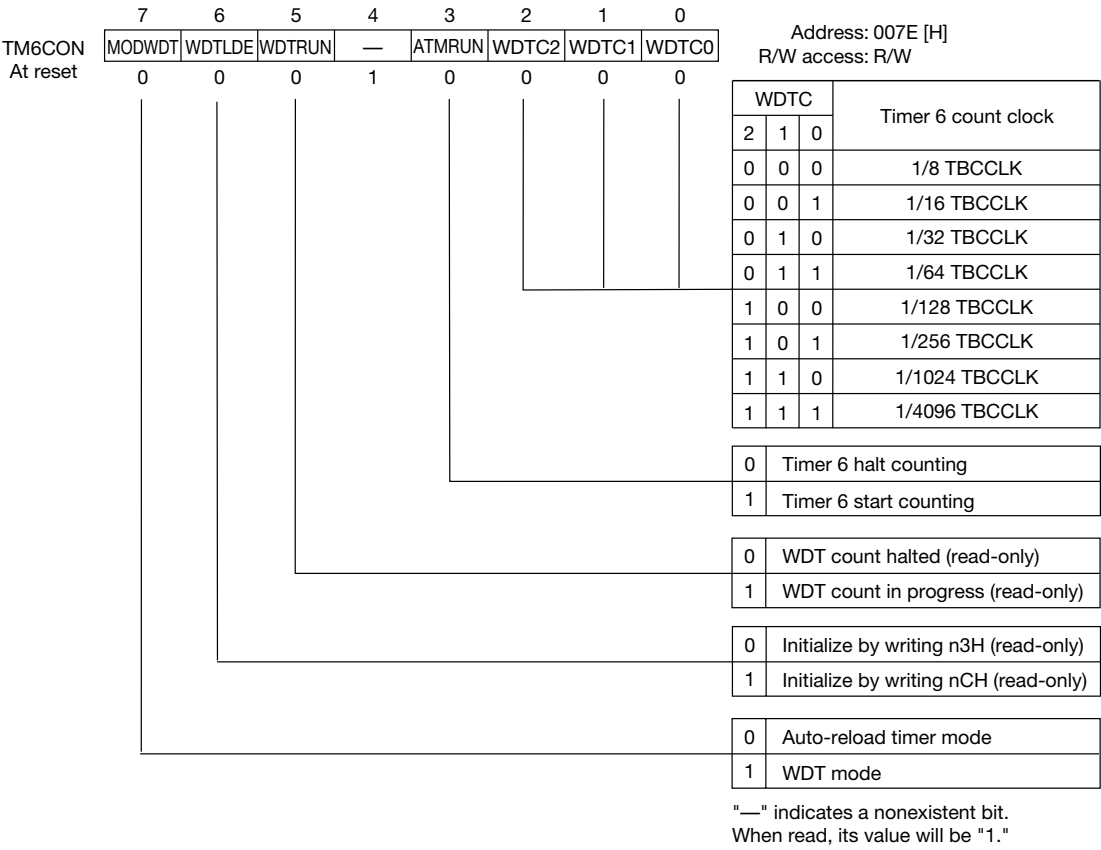 7 6 5 4 3 2 1 0
TM6CON MODWDT WDTLDE WDTRUN — ATMRUN WDTC2 WDTC1 WDTC0
At reset 0 0 0 1 0 0 0 0
Address: 007E [H]
R/W access: R/W
WDTC Timer 6 count clock
2 1 0
0 0 0 1/8 TBCCLK
0 0 1 1/16 TBCCLK
0 1 0 1/32 TBCCLK
0 1 1 1/64 TBCCLK
1 0 0 1/128 TBCCLK
1 0 1 1/256 TBCCLK
1 1 0 1/1024 TBCCLK
1 1 1 1/4096 TBCCLK
0 Timer 6 halt counting
1 Timer 6 start counting
0 WDT count halted (read-only)
1 WDT count in progress (read-only)
0 Initialize by writing n3H (read-only)
1 Initialize by writing nCH (read-only)
0 Auto-reload timer mode
1 WDT mode
"—" indicates a nonexistent bit.
When read, its value will be "1."